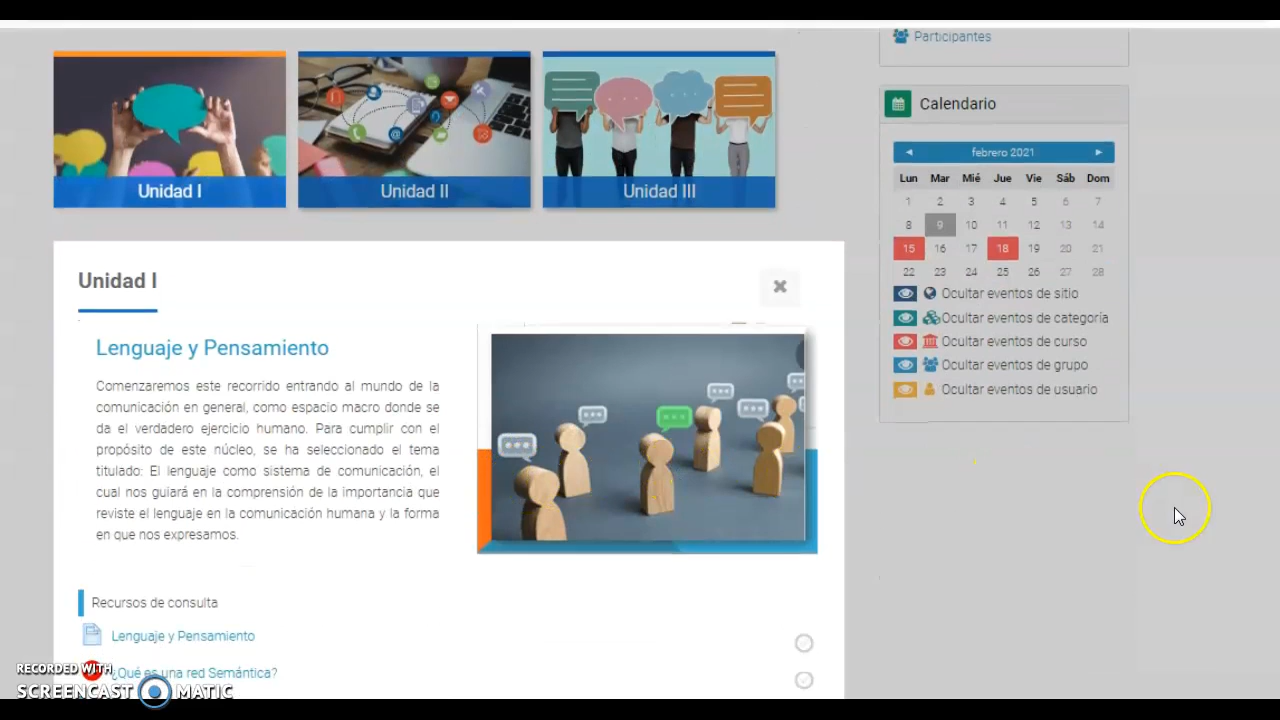 Participantes
Unidad I
Unidad II
Unidad III
Calendario
◄ febrero 2021 ►
Lun Mar Mié Jue Vie Sáb Dom
1 2 3 4 5 6 7
8 9 10 11 12 13 14
15 16 17 18 19 20 21
22 23 24 25 26 27 28
Ocultar eventos de sitio
Ocultar eventos de categoría
Ocultar eventos de curso
Ocultar eventos de grupo
Ocultar eventos de usuario
Unidad I
Lenguaje y Pensamiento
Comenzaremos este recorrido entrando al mundo de la
comunicación en general, como espacio macro donde se
da el verdadero ejercicio humano. Para cumplir con el
propósito de este núcleo, se ha seleccionado el tema
titulado: El lenguaje como sistema de comunicación, el
cual nos guiará en la comprensión de la importancia que
reviste el lenguaje en la comunicación humana y la forma
en que nos expresamos.
Recursos de consulta
Lenguaje y Pensamiento
¿Qué es una red Semántica?
RECORDED WITH
SCREENCAST MATIC